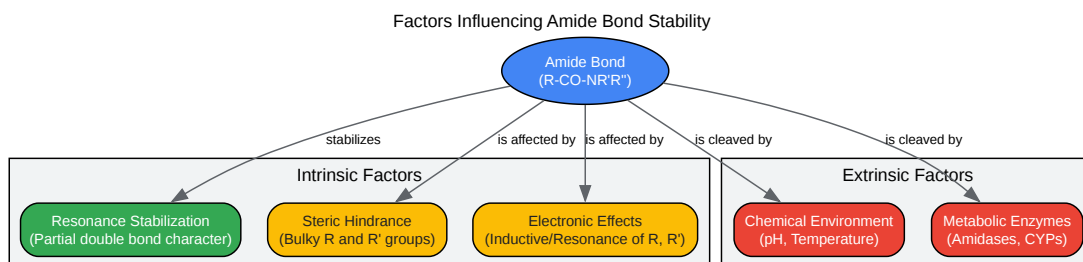 Factors Influencing Amide Bond Stability
Amide Bond
(R-CO-NR'R'')
stabilizes
is affected by
is affected by
is cleaved by
is cleaved by
Intrinsic Factors
Extrinsic Factors
Resonance Stabilization
(Partial double bond character)
Steric Hindrance
(Bulky R and R' groups)
Electronic Effects
(Inductive/Resonance of R, R')
Chemical Environment
(pH, Temperature)
Metabolic Enzymes
(Amidases, CYPs)